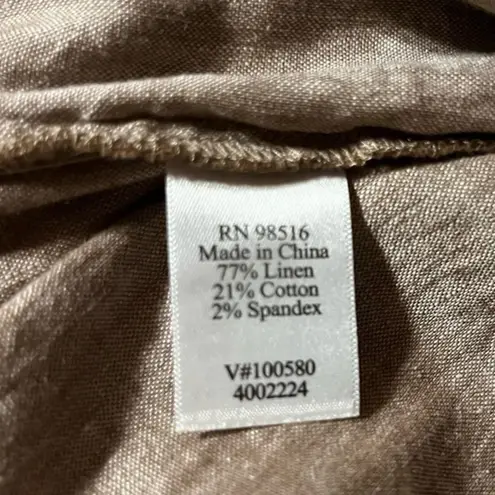 RN 98516
Made in China
77% Linen
21% Cotton
2% Spandex
V#100580
4002224